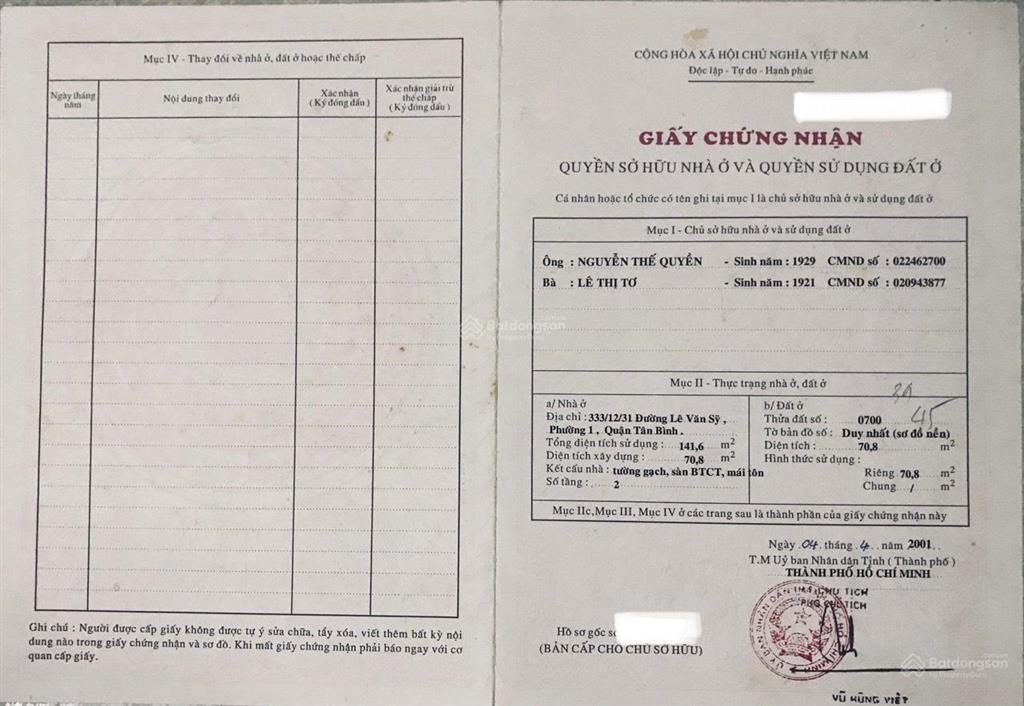 Mục IV - Thay đổi về nhà ở, đất ở hoặc thế chấp
Ngày tháng năm
Nội dung thay đổi
Xác nhận (Ký đóng dấu)
Xác nhận giải trừ thế chấp (Ký đóng dấu)
Ghi chú : Người được cấp giấy không được tự ý sửa chữa, tẩy xóa, viết thêm bất kỳ nội
dung nào trong giấy chứng nhận và sơ đồ. Khi mất giấy chứng nhận phải báo ngay với cơ
quan cấp giấy.
CỘNG HÒA XÃ HỘI CHỦ NGHĨA VIỆT NAM
Độc lập - Tự do - Hạnh phúc
GIẤY CHỨNG NHẬN
QUYỀN SỞ HỮU NHÀ Ở VÀ QUYỀN SỬ DỤNG ĐẤT Ở
Cá nhân hoặc tổ chức có tên ghi tại mục I là chủ sở hữu nhà ở và sử dụng đất ở
Mục I - Chủ sở hữu nhà ở và sử dụng đất ở
Ông : NGUYỄN THẾ QUYỀN - Sinh năm : 1929 CMND số : 022462700
Bà : LÊ THỊ TƠ - Sinh năm : 1921 CMND số : 020943877
Batdongsan
Mục II - Thực trạng nhà ở, đất ở
a/ Nhà ở
Địa chỉ : 333/12/31 Đường Lê Văn Sỹ ,
Phường 1 , Quận Tân Bình .
Tổng diện tích sử dụng : 141,6 m2
Diện tích xây dựng : 70,8 m2
Kết cấu nhà : tường gạch, sàn BTCT, mái tôn
Số tầng : 2
b/ Đất ở
Thửa đất số : 0700 45
Tờ bản đồ số : Duy nhất (sơ đồ nền)
Diện tích : 70,8 m2
Hình thức sử dụng :
Riêng 70,8 m2
Chung / m2
Mục IIc,Mục III, Mục IV ở các trang sau là thành phần của giấy chứng nhận này
Ngày 04 tháng 4 năm 2001
T.M Uỷ ban Nhân dân Tỉnh ( Thành phố )
THÀNH PHỐ HỒ CHÍ MINH
CHỦ TỊCH
PHÓ CHỦ TỊCH
Hồ sơ gốc s
(BẢN CẤP CHO CHỦ SỞ HỮU)
Batdongsan
by PropertyGuru
VŨ HÙNG VIỆT